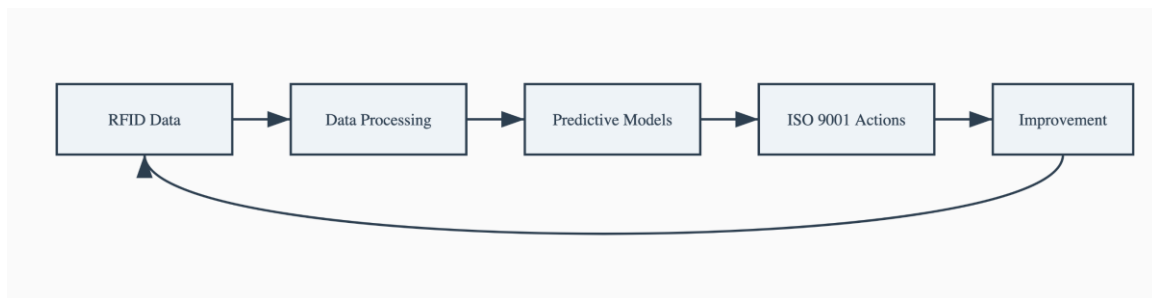 RFID Data
Data Processing
Predictive Models
ISO 9001 Actions
Improvement